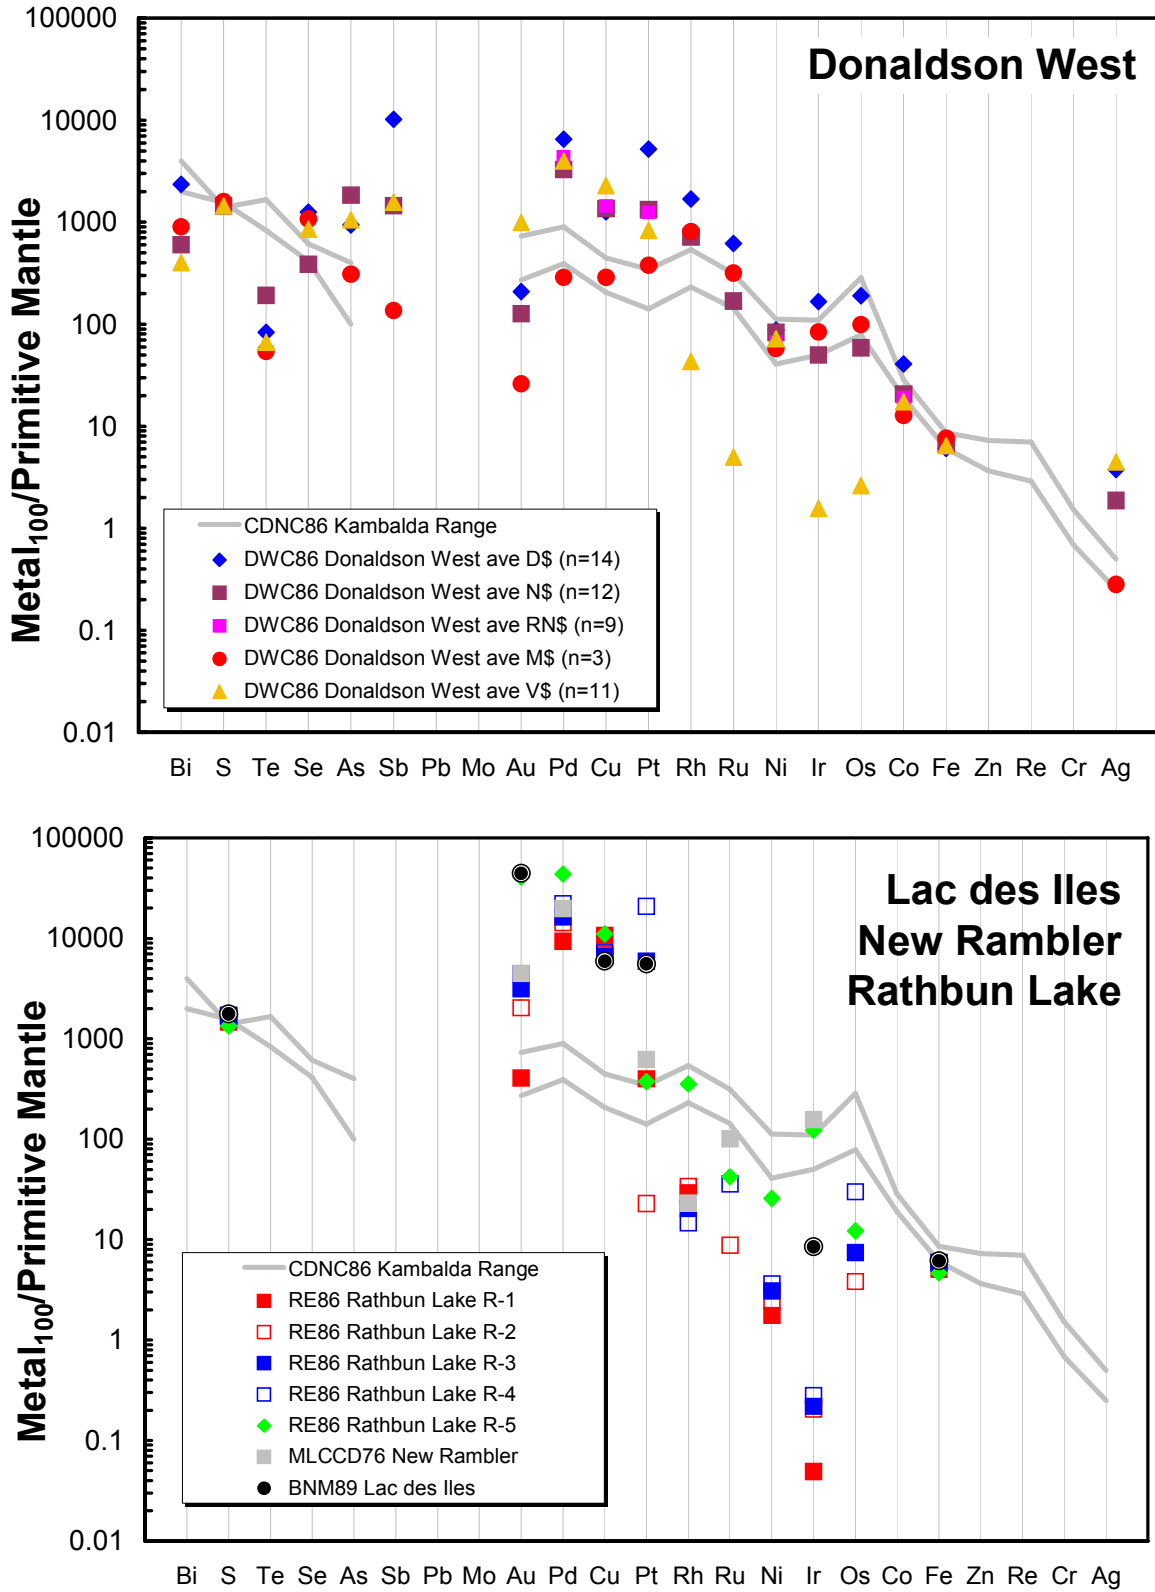 Donaldson West
Metal100/Primitive Mantle
100000
10000
1000
100
10
1
0.1
0.01
CDNC86 Kambalda Range
DWC86 Donaldson West ave D$ (n=14)
DWC86 Donaldson West ave N$ (n=12)
DWC86 Donaldson West ave RN$ (n=9)
DWC86 Donaldson West ave M$ (n=3)
DWC86 Donaldson West ave V$ (n=11)
Bi S Te Se As Sb Pb Mo Au Pd Cu Pt Rh Ru Ni Ir Os Co Fe Zn Re Cr Ag
Lac des Iles
New Rambler
Rathbun Lake
Metal100/Primitive Mantle
100000
10000
1000
100
10
1
0.1
0.01
CDNC86 Kambalda Range
RE86 Rathbun Lake R-1
RE86 Rathbun Lake R-2
RE86 Rathbun Lake R-3
RE86 Rathbun Lake R-4
RE86 Rathbun Lake R-5
MLCCD76 New Rambler
BNM89 Lac des Iles
Bi S Te Se As Sb Pb Mo Au Pd Cu Pt Rh Ru Ni Ir Os Co Fe Zn Re Cr Ag